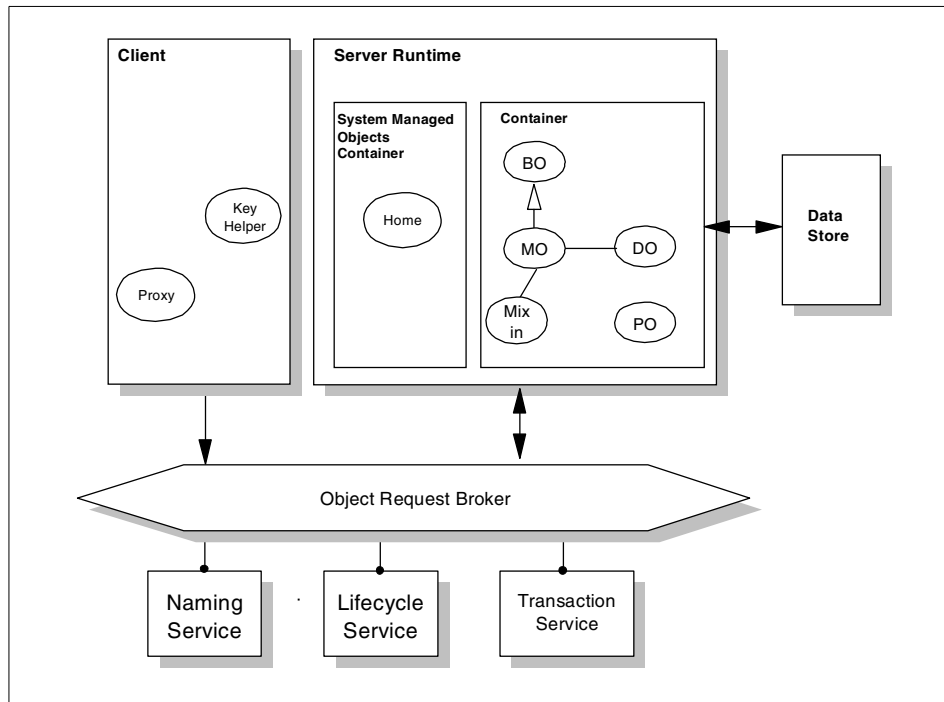 Client
Key
Helper
Proxy
Server Runtime
System Managed
Objects
Container
Home
Container
BO
MO
DO
Mix
in
PO
Data
Store
Object Request Broker
Naming
Service
Lifecycle
Service
Transaction
Service